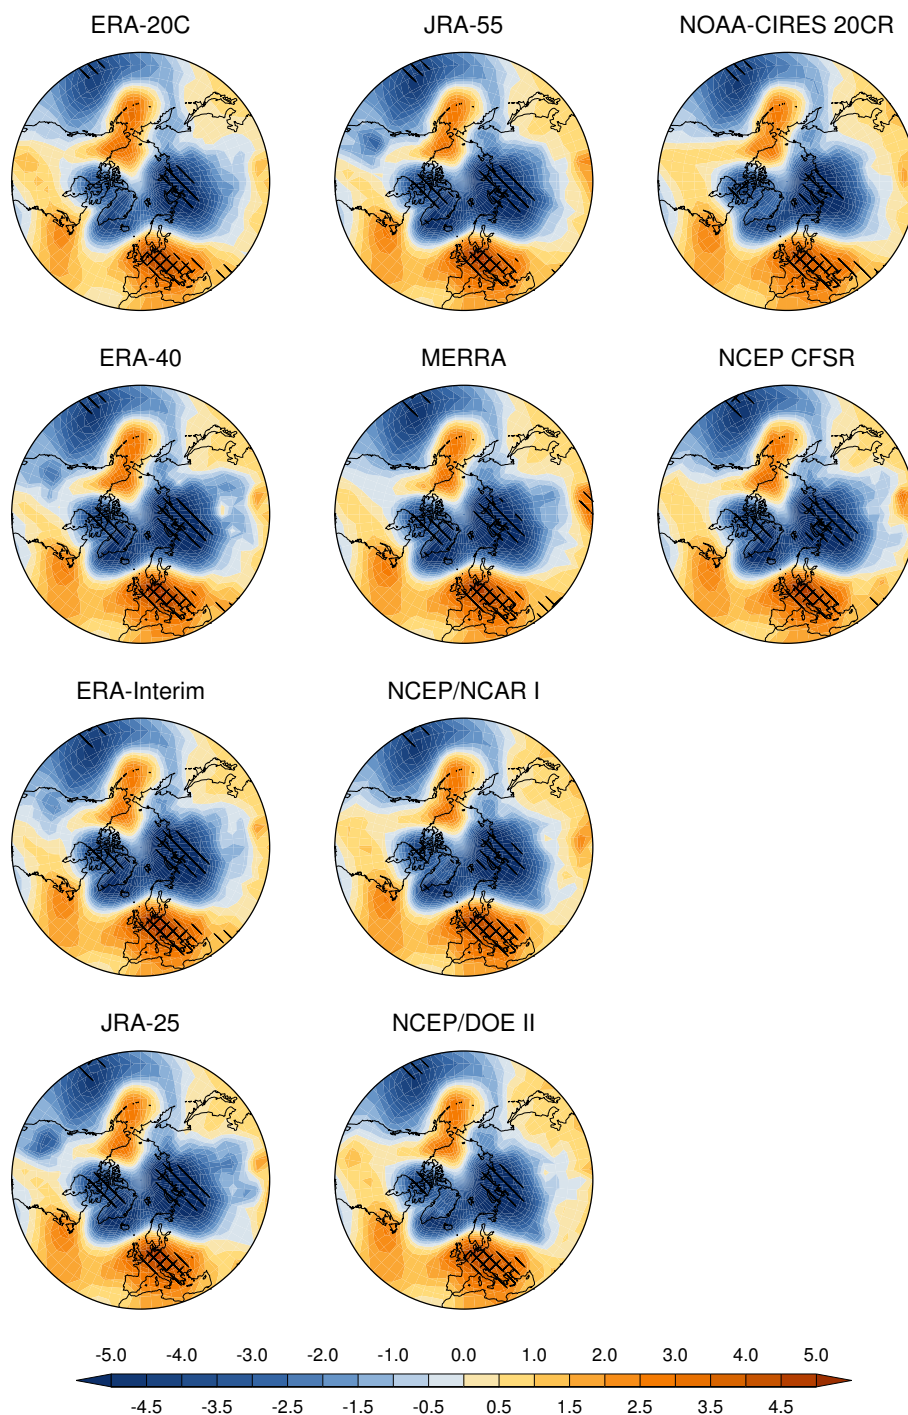 ERA-20C JRA-55 NOAA-CIRES 20CR
ERA-40 MERRA NCEP CFSR
ERA-Interim NCEP/NCAR I
JRA-25 NCEP/DOE II
-5.0 -4.0 -3.0 -2.0 -1.0 0.0 1.0 2.0 3.0 4.0 5.0
-4.5 -3.5 -2.5 -1.5 -0.5 0.5 1.5 2.5 3.5 4.5